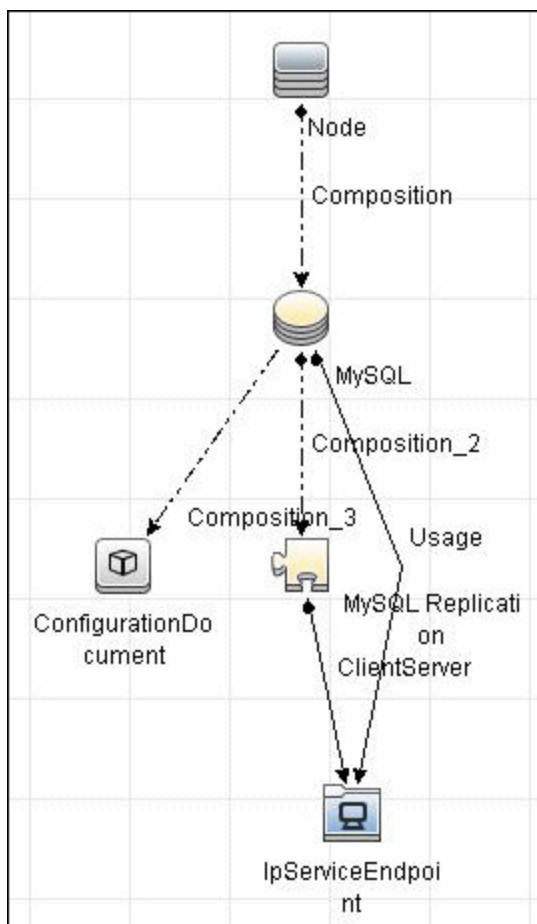 Node
Composition
MySQL
Composition_2
Composition_3
Usage
ConfigurationDo
cument
MySQL Replicati
on
ClientServer
IpServiceEndpoi
nt